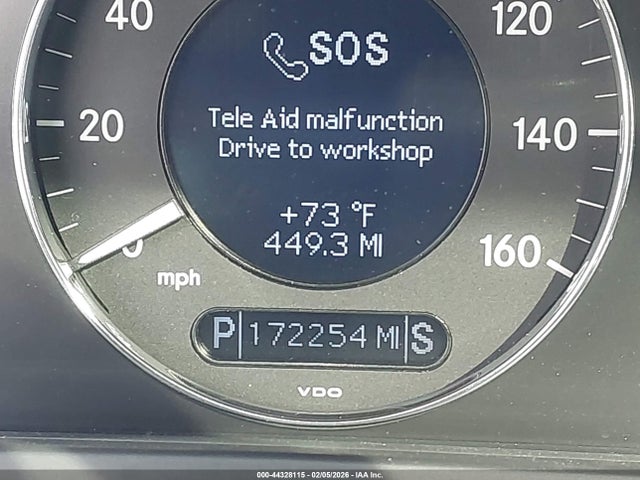 40
120
SOS
20
Tele Aid malfunction
140
Drive to workshop
+73 °F
0
449.3 MI
160
mph
P 172254 MI S
VDO
000-44328115 - 02/05/2026 - IAA Inc.